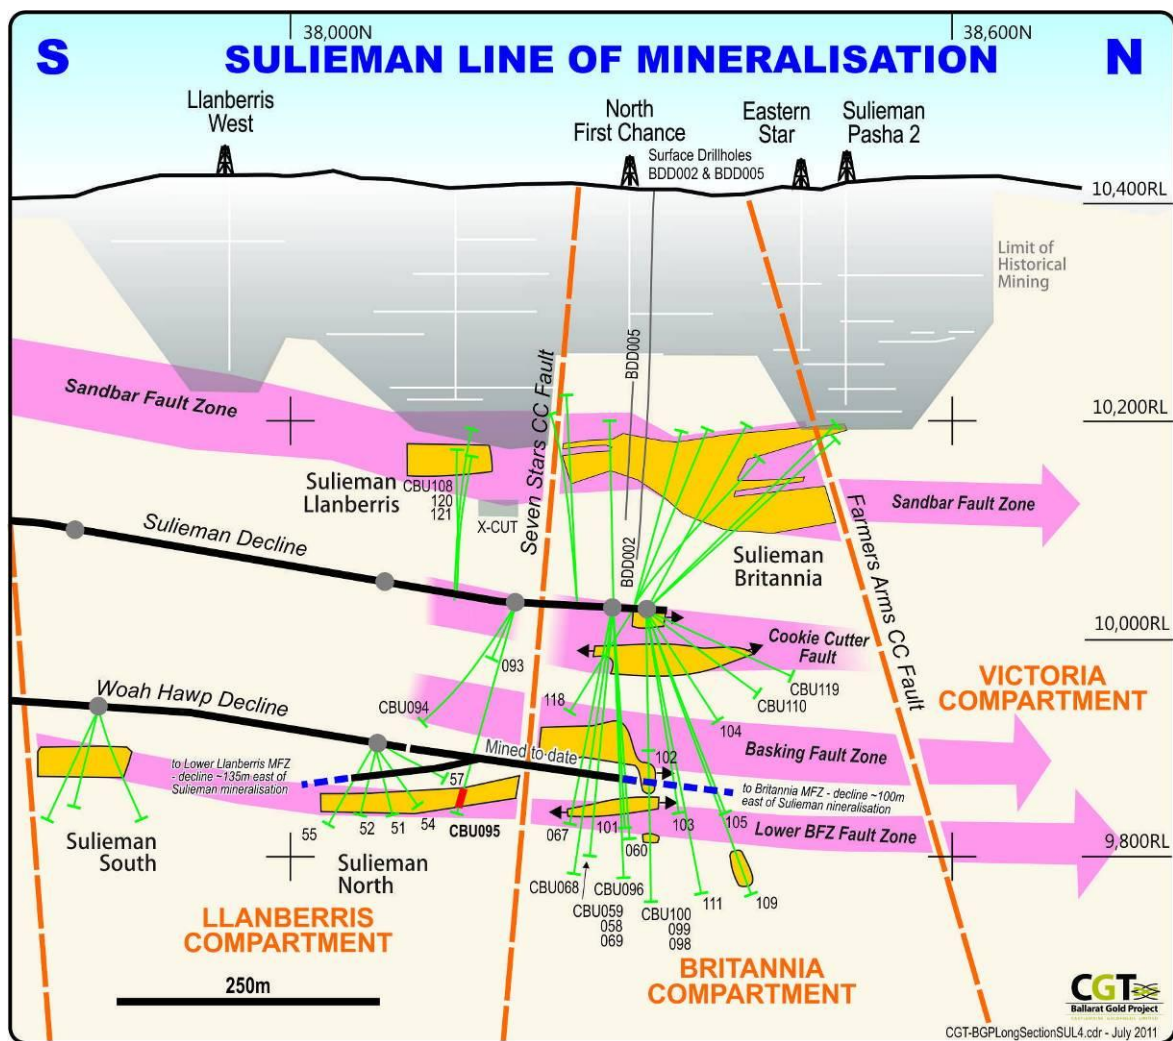 38,000N
38,600N
S
SULIEMAN LINE OF MINERALISATION
N
Llanberris
West
North
First Chance
Eastern
Star
Sulieman
Pasha 2
Surface Drillholes
BDD002 & BDD005
10,400RL
Limit of
Historical
Mining
BDD005
Seven Stars CC Fault
Sandbar Fault Zone
10,200RL
Sulieman
Llanberris
CBU108
120
121
X-CUT
Sulieman Decline
BDD002
Sulieman
Britannia
Sandbar Fault Zone
Farmers Arms CC Fault
10,000RL
Cookie Cutter
Fault
093
CBU094
CBU119
CBU110
VICTORIA
COMPARTMENT
Woah Hawp Decline
118
104
Mined to date
102
Basking Fault Zone
to Lower Llanberris MFZ
- decline ~135m east of
Sulieman mineralisation
57
to Britannia MFZ - decline ~100m
east of Sulieman nineralisation
55
52
51
54
CBU095
067
101
060
103
105
Lower BFZ Fault Zone
9,800RL
Sulieman
South
Sulieman
North
CBU068
CBU059
058
069
CBU096
CBU100
099
098
111
109
LLANBERRIS
COMPARTMENT
BRITANNIA
COMPARTMENT
250m
CGT
Ballarat Gold Project
CGT-BGPLongSectionSUL4.cdr - July 2011